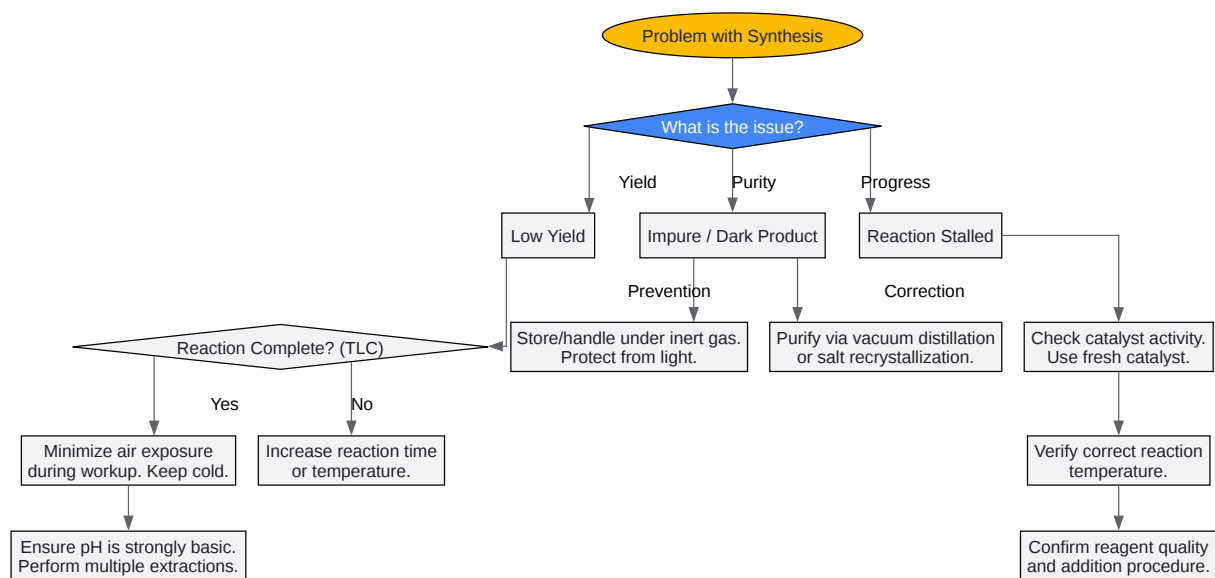 Problem with Synthesis
What is the issue?
Yield
Purity
Progress
Low Yield
Impure / Dark Product
Reaction Stalled
Prevention
Correction
Reaction Complete? (TLC)
Store/handle under inert gas.
Protect from light.
Purify via vacuum distillation
or salt recrystallization.
Check catalyst activity.
Use fresh catalyst.
Yes
No
Minimize air exposure
during workup. Keep cold.
Increase reaction time
or temperature.
Verify correct reaction
temperature.
Ensure pH is strongly basic.
Perform multiple extractions.
Confirm reagent quality
and addition procedure.